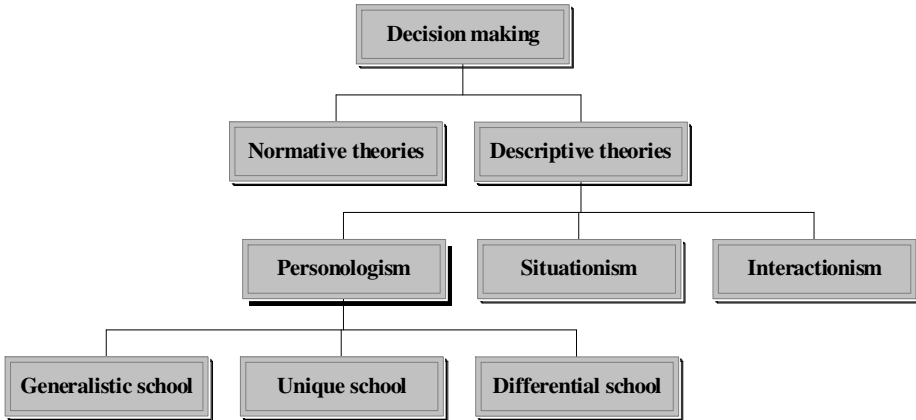 Decision making
Normative theories
Descriptive theories
Personologism
Situationism
Interactionism
Generalistic school
Unique school
Differential school